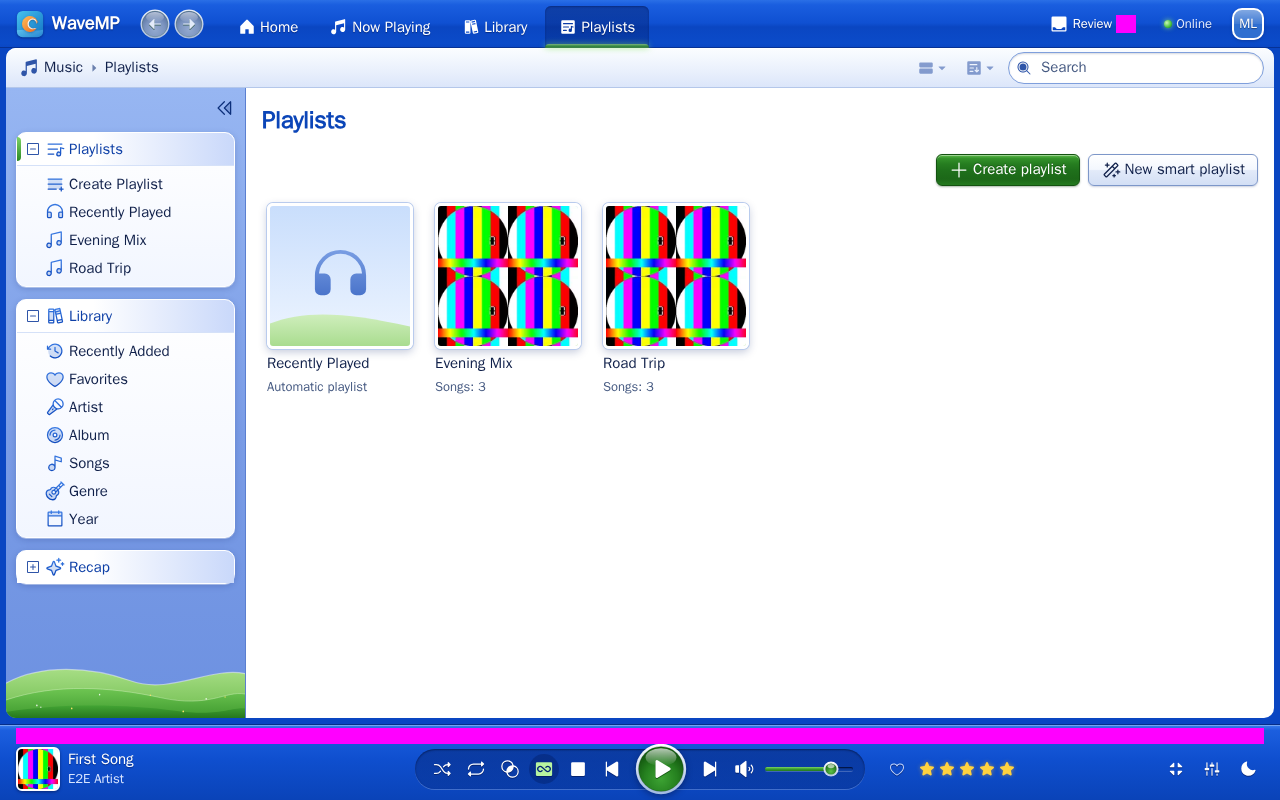 WaveMP
Home
Now Playing
Library
Playlists
Review
Online
ML
Music
Playlists
Search
Playlists
Create Playlist
Recently Played
Evening Mix
Road Trip
Library
Recently Added
Favorites
Artist
Album
Songs
Genre
Year
Recap
Playlists
Create playlist
New smart playlist
Recently Played
Automatic playlist
Evening Mix
Songs: 3
Road Trip
Songs: 3
First Song
E2E Artist